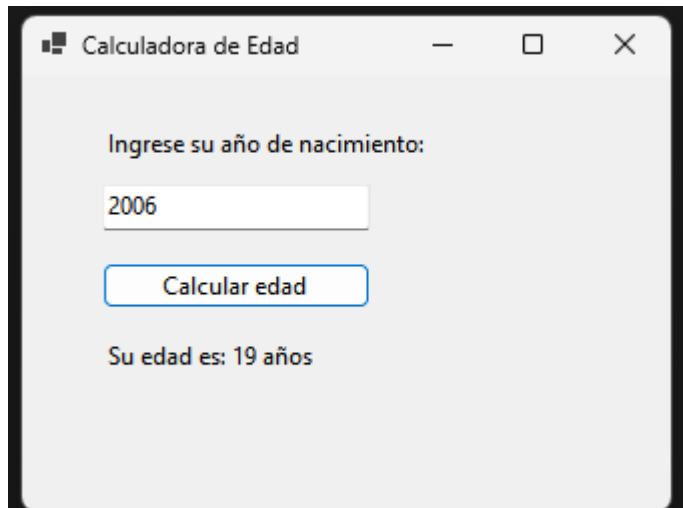 Calculadora de Edad
Ingrese su año de nacimiento:
2006
Calcular edad
Su edad es: 19 años